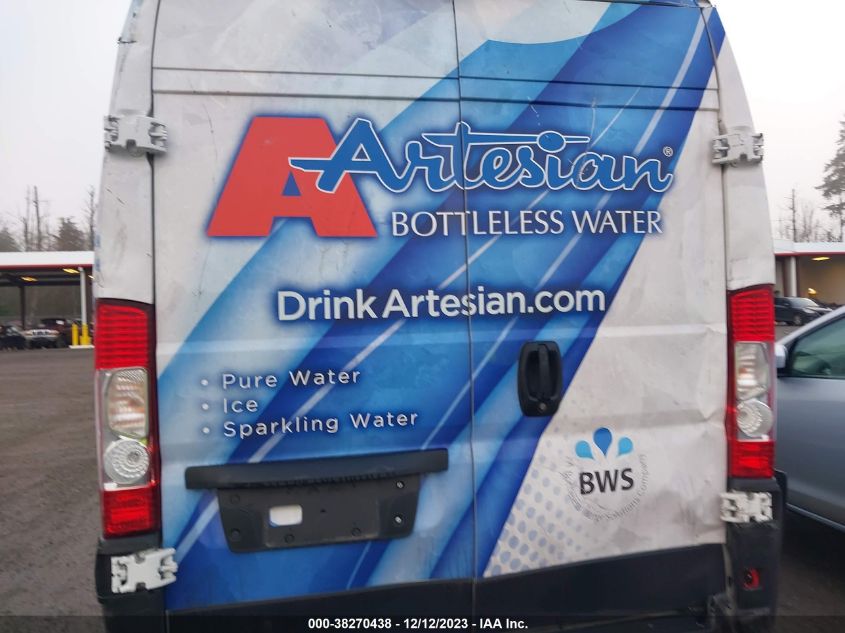 A Artesian®
BOTTLELESS WATER
DrinkArtesian.com
• Pure Water
• Ice
• Sparkling Water
BWS
000-38270438 - 12/12/2023 - IAA Inc.